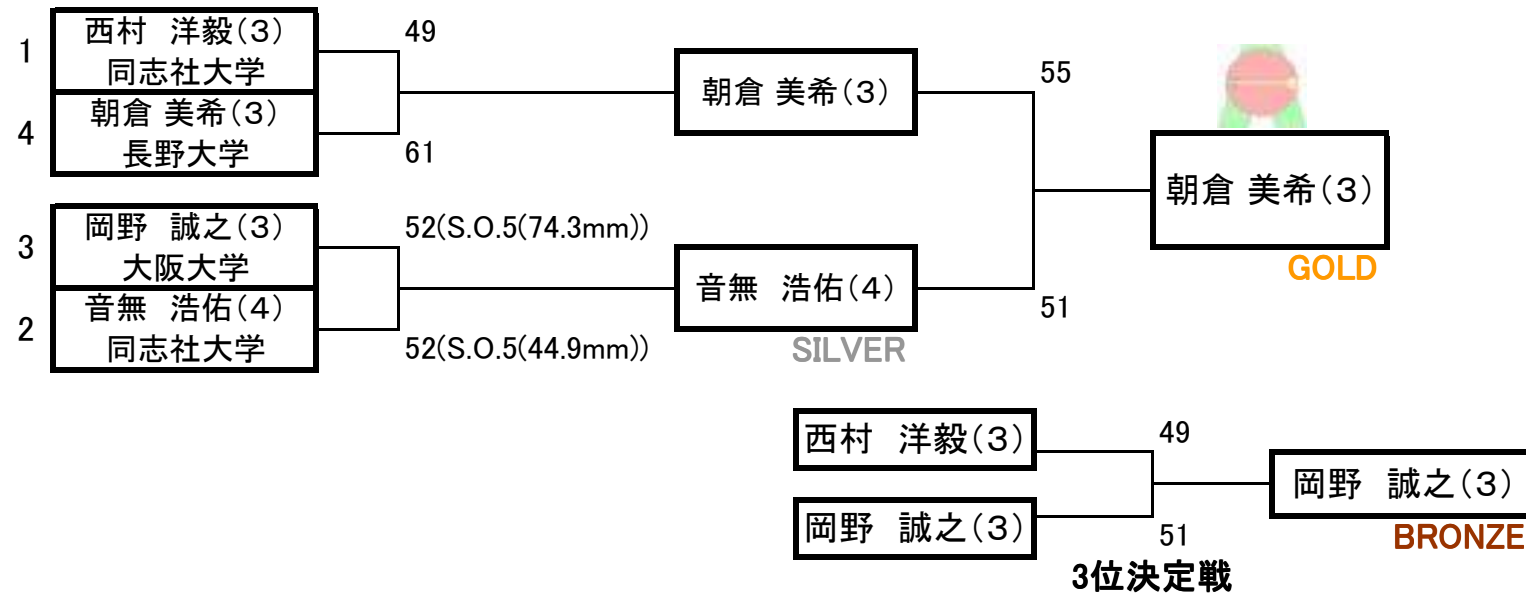 1
西村　洋毅(3)
同志社大学
49
4
朝倉 美希(3)
長野大学
61
朝倉 美希(3)
55
3
岡野　誠之(3)
大阪大学
52(S.O.5(74.3mm))
2
音無　浩佑(4)
同志社大学
52(S.O.5(44.9mm))
音無　浩佑(4)
SILVER
51
朝倉 美希(3)
GOLD
西村　洋毅(3)
49
岡野　誠之(3)
51
3位決定戦
岡野　誠之(3)
BRONZE